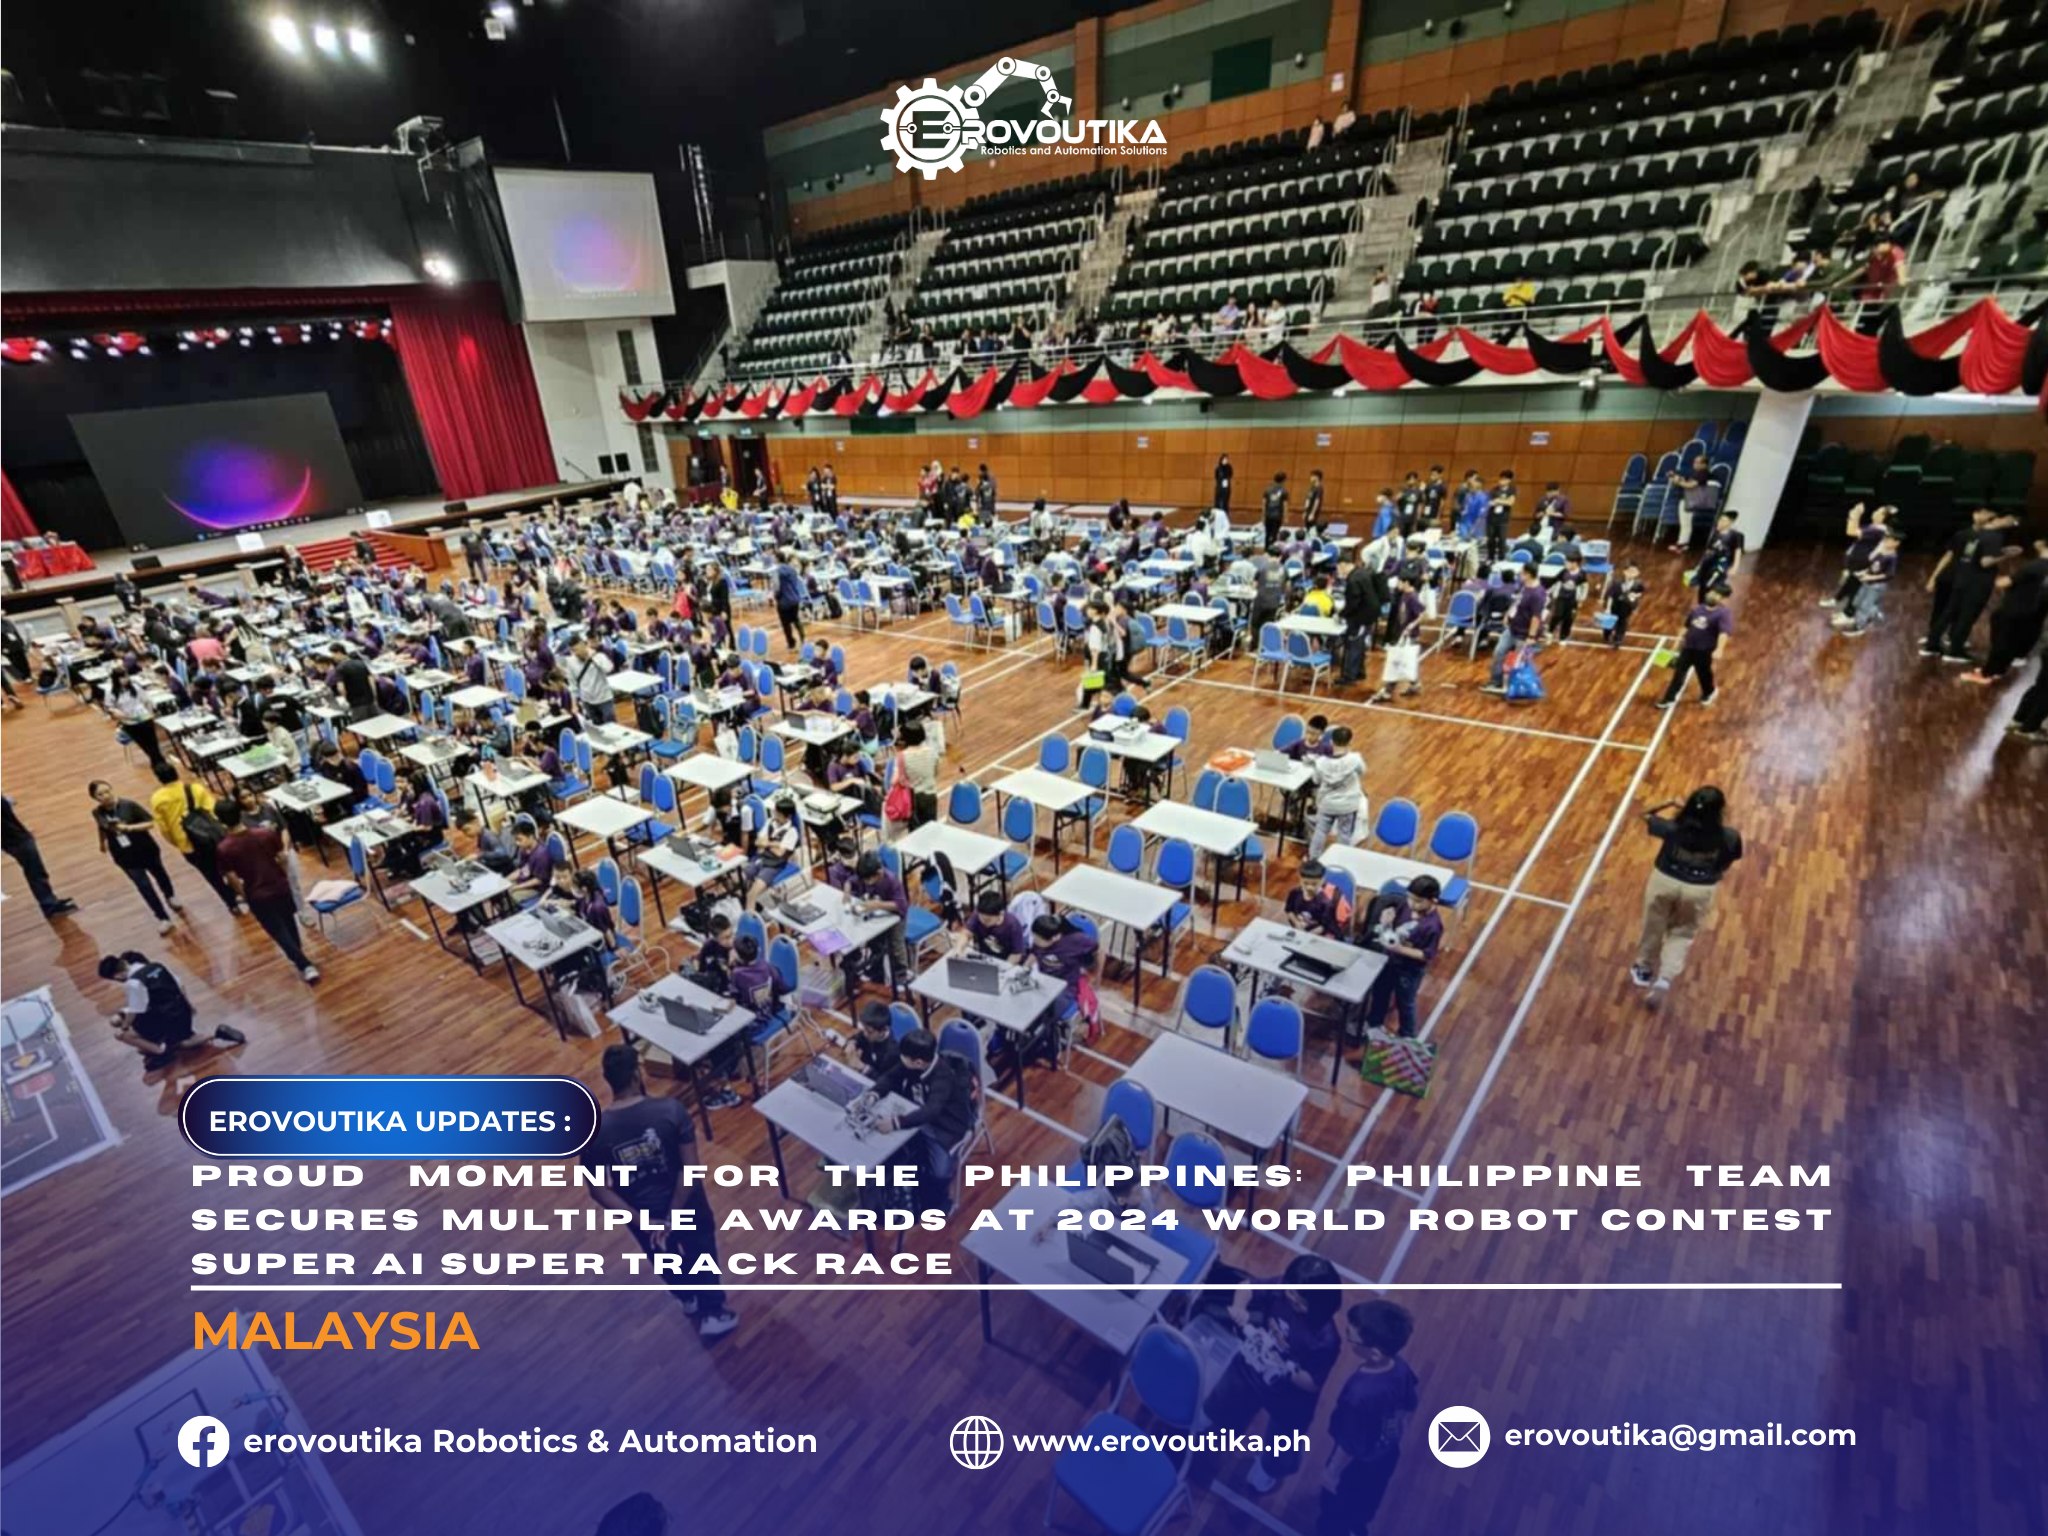 EROVOUTIKA
Robotics and Automation Solutions
EROVOUTIKA UPDATES :
PROUD MOMENT FOR THE PHILIPPINES: PHILIPPINE TEAM
SECURES MULTIPLE AWARDS AT 2024 WORLD ROBOT CONTEST
SUPER AI SUPER TRACK RACE
MALAYSIA
erovoutika Robotics & Automation
www.erovoutika.ph
erovoutika@gmail.com